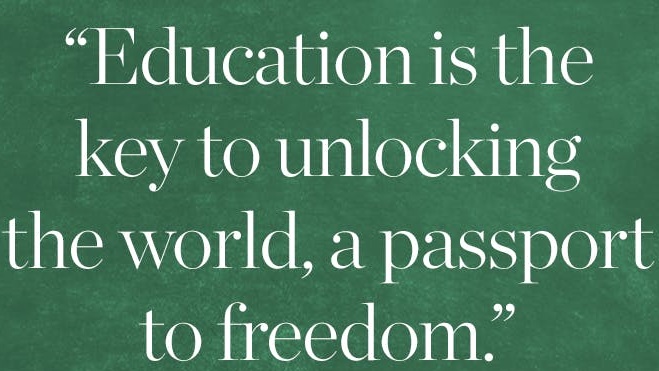 “Education is the
key to unlocking
the world, a passport
to freedom.”